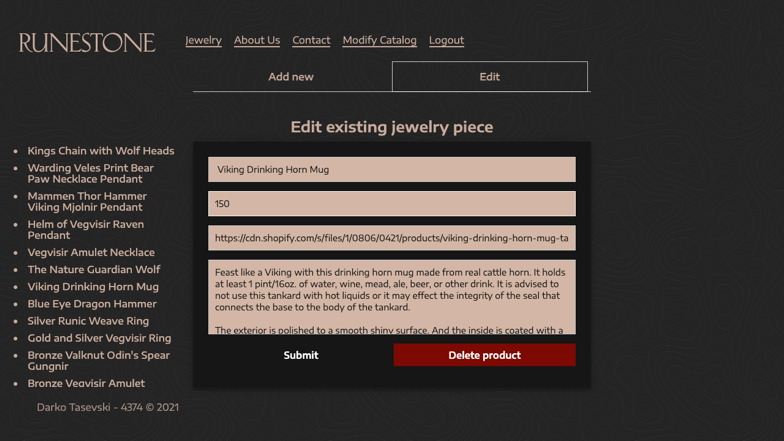 RUNESTONE
Jewelry About Us Contact Modify Catalog Logout
Add new Edit
Edit existing jewelry piece
Kings Chain with Wolf Heads
Warding Veles Print Bear
Paw Necklace Pendant
Mammen Thor Hammer
Viking Mjolnir Pendant
Helm of Vegvisir Raven
Pendant
Vegvisir Amulet Necklace
The Nature Guardian Wolf
Viking Drinking Horn Mug
Blue Eye Dragon Hammer
Silver Runic Weave Ring
Gold and Silver Vegvisir Ring
Bronze Valknut Odin's Spear
Gungnir
Bronze Vegvisir Amulet
Viking Drinking Horn Mug
150
https://cdn.shopify.com/s/files/1/0806/0421/products/viking-drinking-horn-mug-ta
Feast like a Viking with this drinking horn mug made from real cattle horn. It holds
at least 1 pint/16oz. of water, wine, mead, ale, beer, or other drink. It is advised to
not use this tankard with hot liquids or it may effect the integrity of the seal that
connects the base to the body of the tankard.
The exterior is polished to a smooth shiny surface. And the inside is coated with a
Submit Delete product
Darko Tasevski - 4374 © 2021